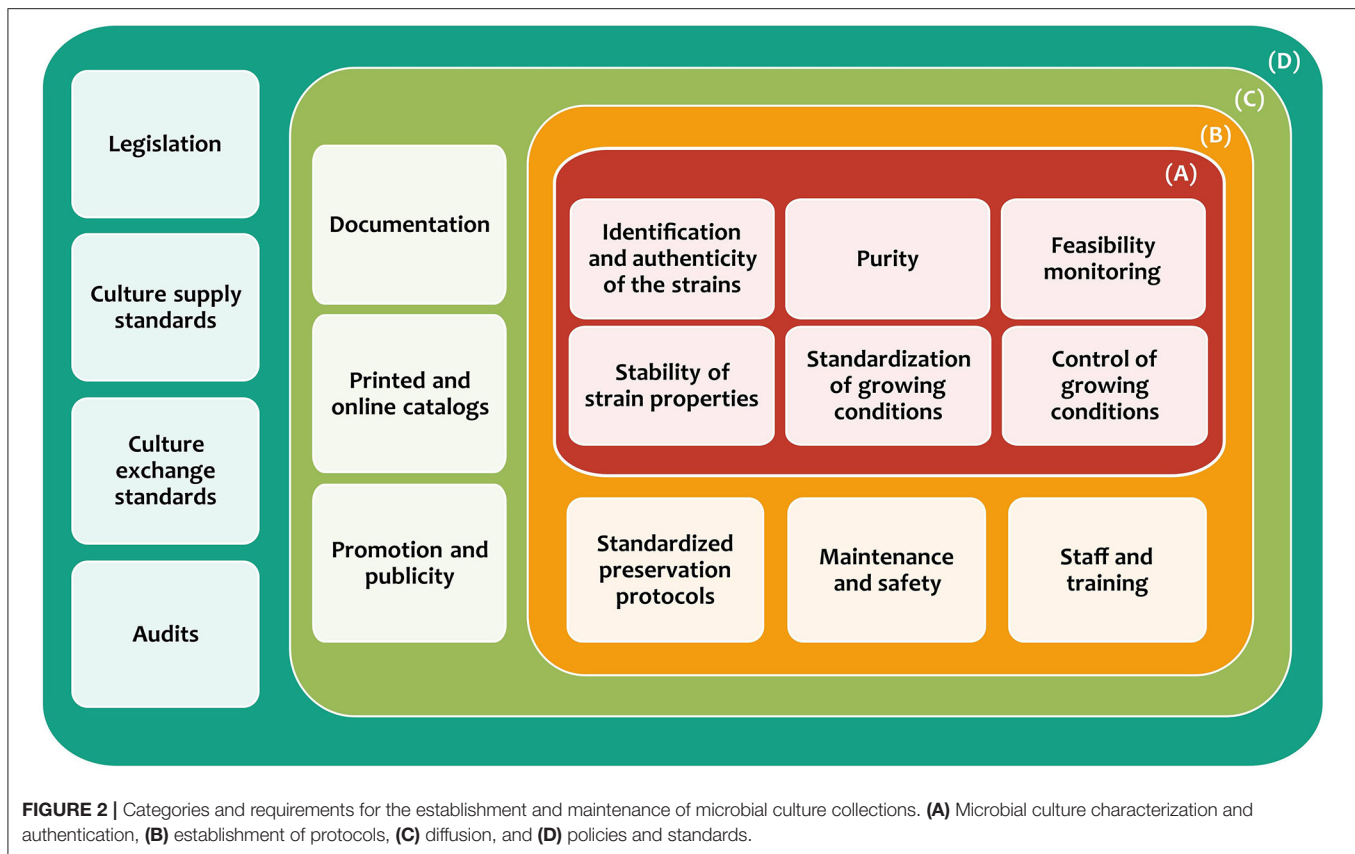 (D)
Legislation
Culture supply
standards
Culture
exchange
standards
Audits
(C)
Documentation
Printed and
online catalogs
Promotion and
publicity
(B)
(A)
Identification
and authenticity
of the strains
Purity
Feasibility
monitoring
Stability of
strain properties
Standardization
of growing
conditions
Control of
growing
conditions
Standardized
preservation
protocols
Maintenance
and safety
Staff and
training
FIGURE 2 | Categories and requirements for the establishment and maintenance of microbial culture collections. (A) Microbial culture characterization and
authentication, (B) establishment of protocols, (C) diffusion, and (D) policies and standards.